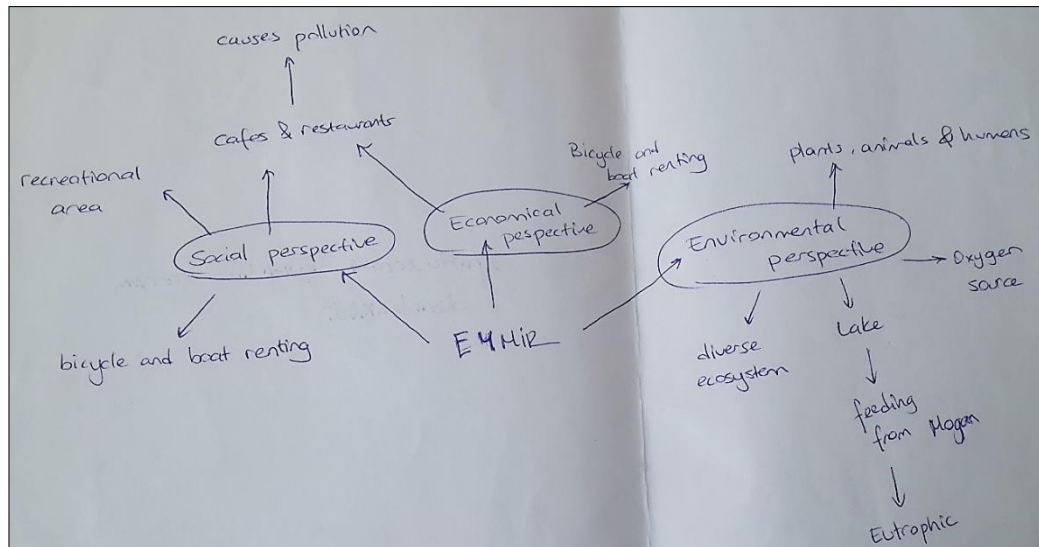 causes pollution
cafes & restaurants
recreational
area
Bicycle and
boat renting
plants, animals & humans
Social perspective
Economical
pespective
Environmental
perspective
Oxygen
source
bicycle and boat renting
EYMiR
diverse
ecosystem
Lake
feeding
from Mogan
Eutrophic